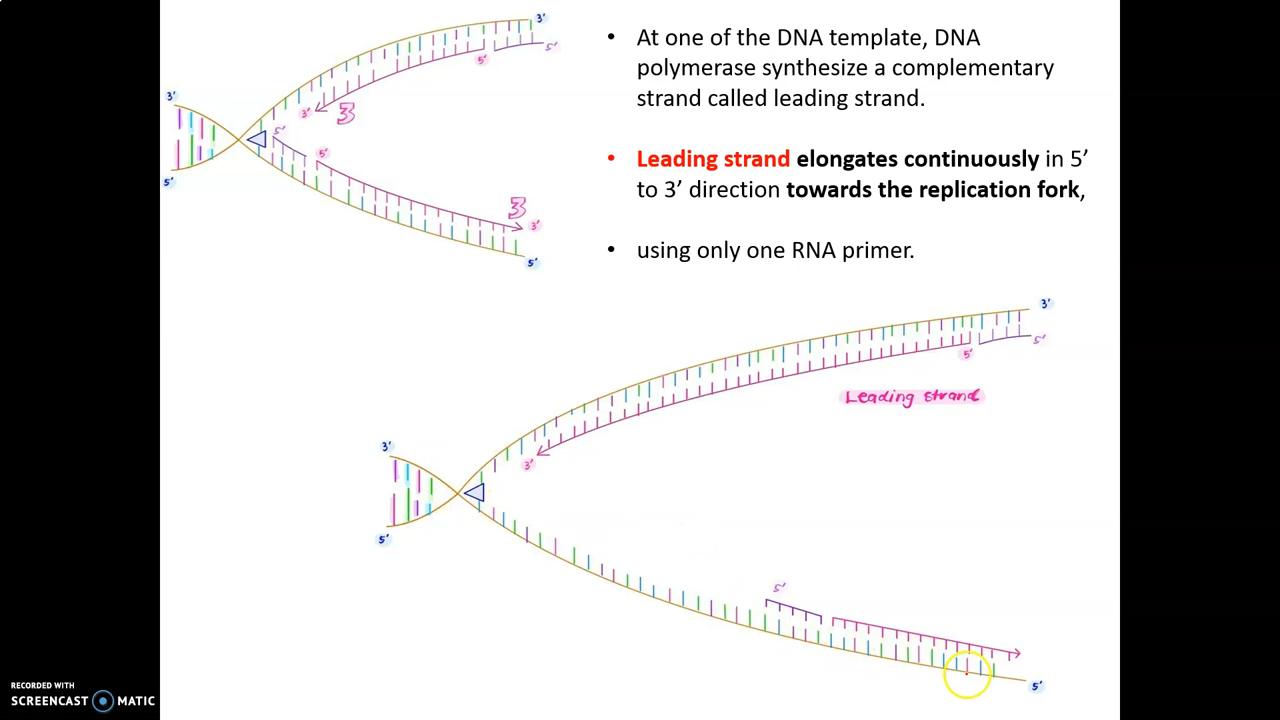 3'
5'
• At one of the DNA template, DNA
polymerase synthesize a complementary
strand called leading strand.
5'
3'
3'
3
5'
5'
5'
• Leading strand elongates continuously in 5’
to 3’ direction towards the replication fork,
3
3'
5'
• using only one RNA primer.
3'
5'
5'
Leading strand
3'
3'
5'
5'
5'
RECORDED WITH
SCREENCAST MATIC